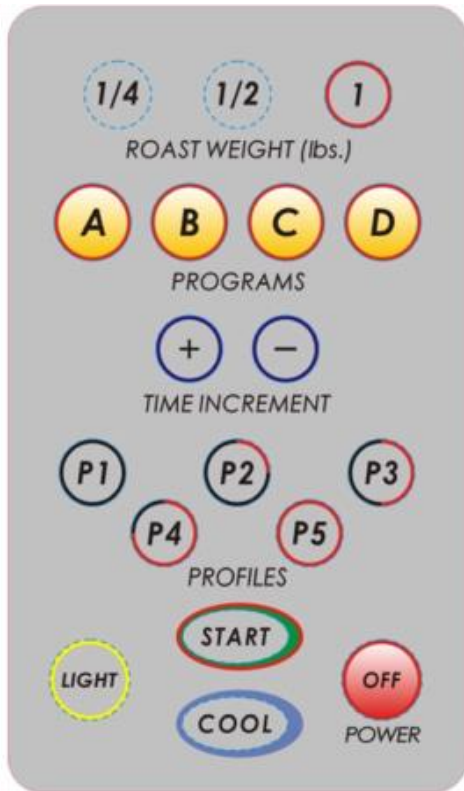 1/4 1/2 1
ROAST WEIGHT (lbs.)
A B C D
PROGRAMS
+ −
TIME INCREMENT
P1 P2 P3
P4 P5
PROFILES
START
LIGHT OFF
COOL POWER